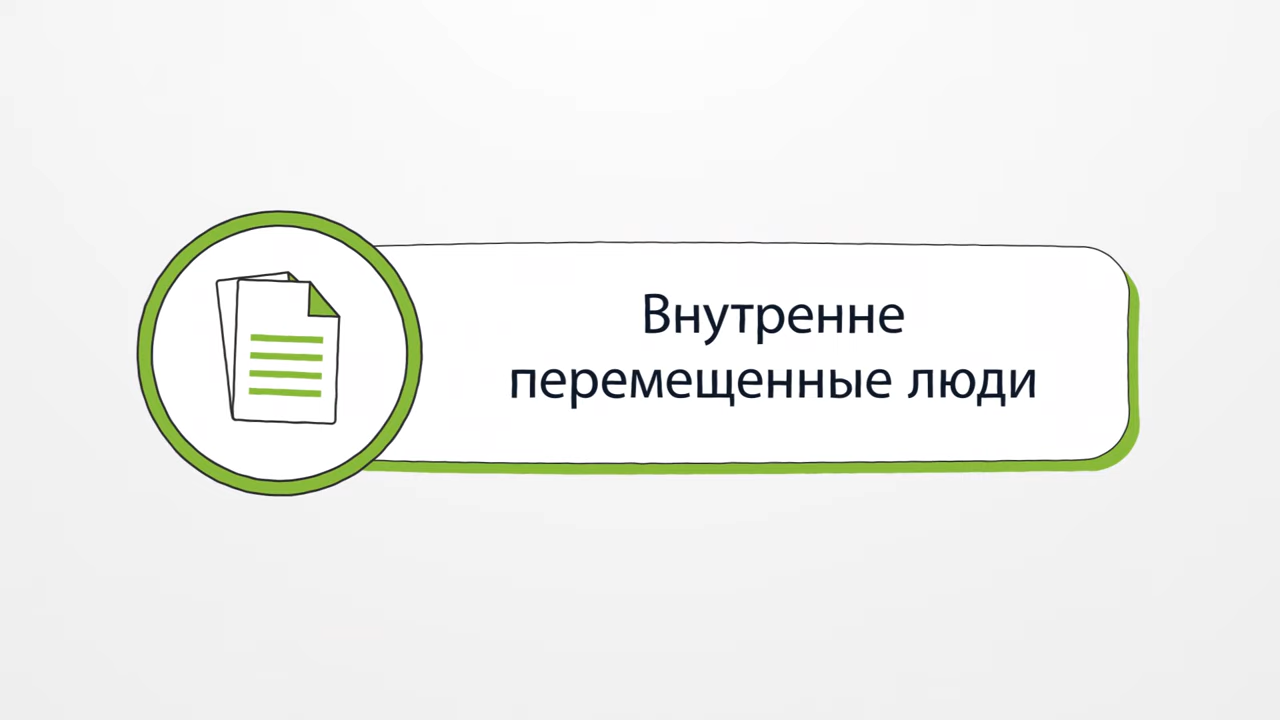 Внутренне
перемещенные люди